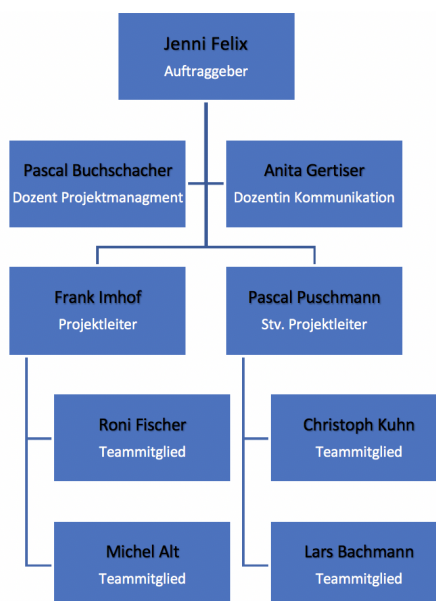 Jenni Felix
Auftraggeber
Pascal Buchschacher
Dozent Projektmanagment
Anita Gertiser
Dozentin Kommunikation
Frank Imhof
Projektleiter
Pascal Puschmann
Stv. Projektleiter
Roni Fischer
Teammitglied
Christoph Kuhn
Teammitglied
Michel Alt
Teammitglied
Lars Bachmann
Teammitglied